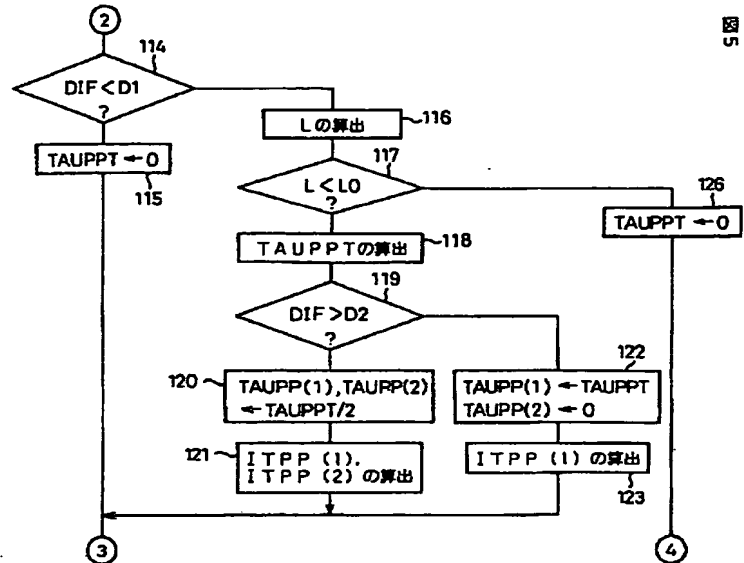 図5
2
114
DIF<D1
?
TAUPPT←0
115
Lの算出
116
117
L<L0
?
TAUPPTの算出
118
119
DIF>D2
?
120
TAUPP(1),TAUPP(2)
←TAUPPT/2
121
ITPP(1).
ITPP(2)の算出
122
TAUPP(1)←TAUPPT
TAUPP(2)←0
ITPP(1)の算出
123
126
TAUPPT←0
3
4